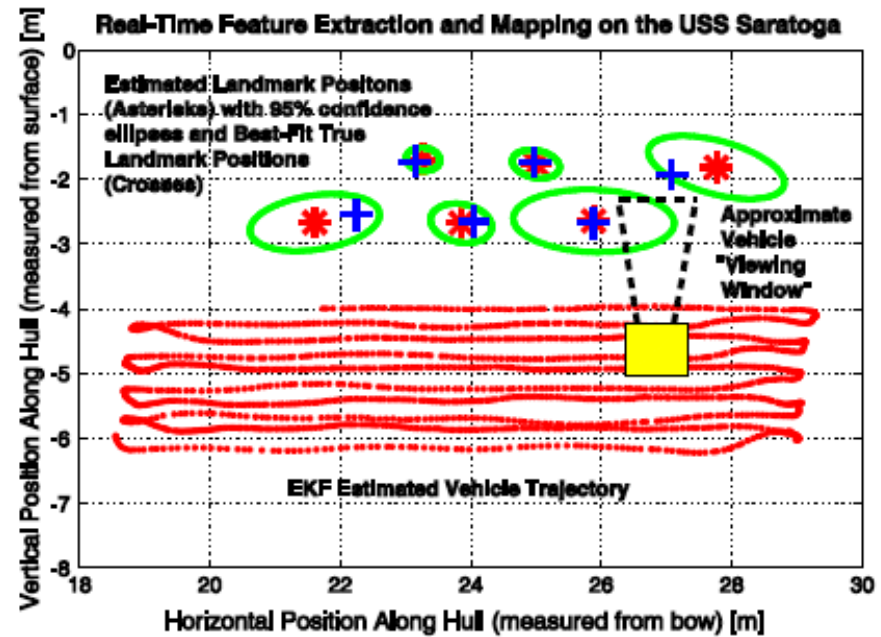 Real-Time Feature Extraction and Mapping on the USS Saratoga
Vertical Position Along Hull (measured from surface) [m]
0
-1
-2
-3
-4
-5
-6
-7
-8
Estimated Landmark Positons
(Asterisks) with 95% confidence
ellipses and Best-Fit True
Landmark Positions
(Crosses)
Approximate
Vehicle
"Viewing
Window"
EKF Estimated Vehicle Trajectory
18 20 22 24 26 28 30
Horizontal Position Along Hull (measured from bow) [m]